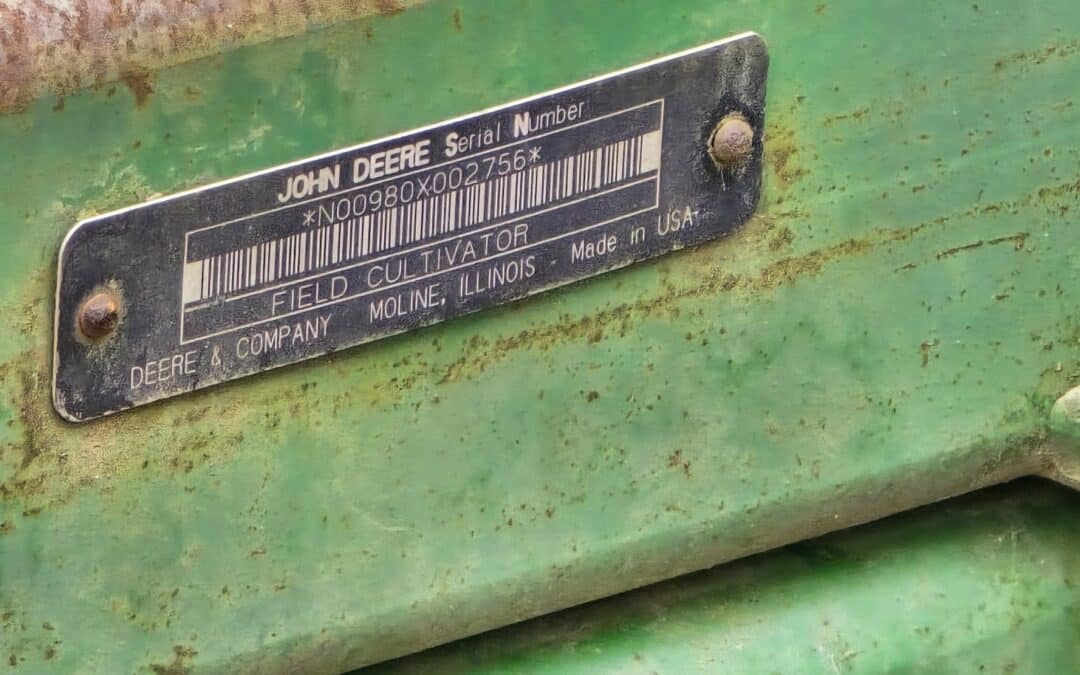 JOHN DEERE Serial Number
*N00980X002756*
FIELD CULTIVATOR
DEERE & COMPANY MOLINE, ILLINOIS - Made in USA